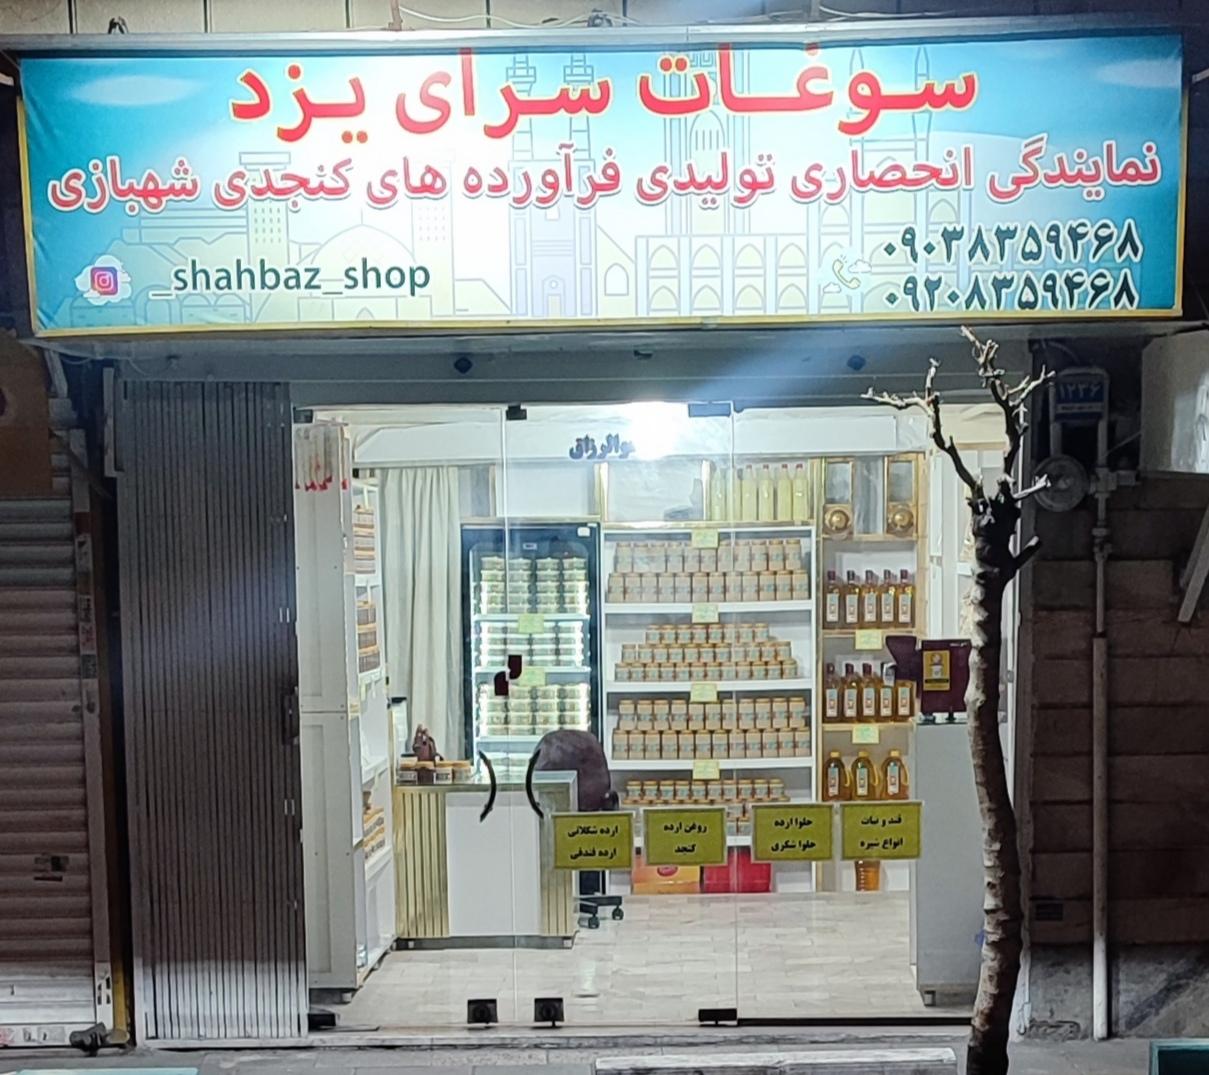 سوغات سرای یزد
نمایندگی انحصاری تولیدی فرآورده های کنجدی شهبازی
۰۹۰۳۸۳۵۹۴۶۸
_shahbaz_shop
۰۹۲۰۸۳۵۹۴۶۸
۱۲۳۶
هوالرزاق
قند و نبات
انواع شیره
حلوا ارده
حلوا شکری
روغن ارده
کنجد
ارده شکلاتی
ارده فندقی